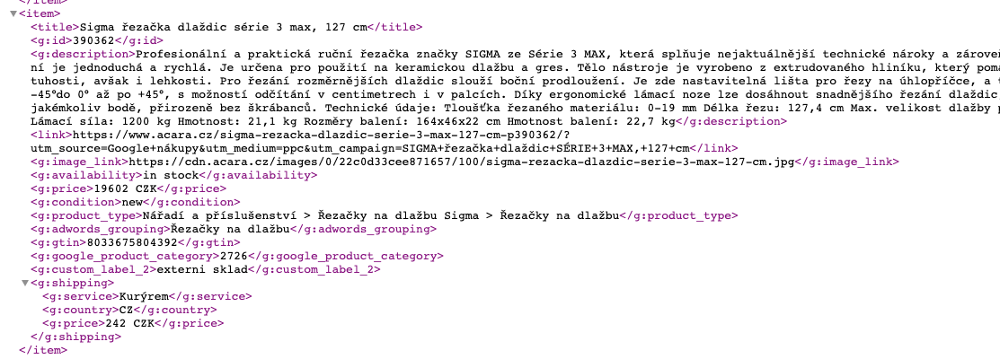 </item>
<item>
<title>Sigma řezačka dlaždic série 3 max, 127 cm</title>
<g:id>390362</g:id>
<g:description>Profesionální a praktická ruční řezačka značky SIGMA ze Série 3 MAX, která splňuje nejaktuálnější technické nároky a zároveň
ní je jednoduchá a rychlá. Je určena pro použití na keramickou dlažbu a gres. Tělo nástroje je vyrobeno z extrudovaného hliníku, který
tuhosti, avšak i lehkosti. Pro řezání rozměrnějších dlaždic slouží boční prodloužení. Je zde nastavitelná lišta pro řezy na úhlopříčce, a
-45°do 0° až po +45°, s možností odčítání v centimetrech i v palcích. Díky ergonomické lámací noze lze dosáhnout snadnějšího řezání dlaždic
jakémkoliv bodě, přirozeně bez škrábanců. Technické údaje: Tloušťka řezaného materiálu: 0-19 mm Délka řezu: 127,4 cm Max. velikost dlažby
Lámací síla: 1200 kg Hmotnost: 21,1 kg Rozměry balení: 164x46x22 cm Hmotnost balení: 22,7 kg</g:description>
<link>https://www.acara.cz/sigma-rezacka-dlazdic-serie-3-max-127-cm-p390362/?
utm_source=Google+nákupy&utm_medium=ppc&utm_campaign=SIGMA+řezačka+dlaždic+SÉRIE+3+MAX,+127+cm</link>
<g:image_link>https://cdn.acara.cz/images/0/22c0d33cee871657/100/sigma-rezacka-dlazdic-serie-3-max-127-cm.jpg</g:image_link>
<g:availability>in stock</g:availability>
<g:price>19602 CZK</g:price>
<g:condition>new</g:condition>
<g:product_type>Nářadí a příslušenství > Řezačky na dlažbu Sigma > Řezačky na dlažbu</g:product_type>
<g:adwords_grouping>Řezačky na dlažbu</g:adwords_grouping>
<g:gtin>8033675804392</g:gtin>
<g:google_product_category>2726</g:google_product_category>
<g:custom_label_2>externi sklad</g:custom_label_2>
<g:shipping>
<g:service>Kurýrem</g:service>
<g:country>CZ</g:country>
<g:price>242 CZK</g:price>
</g:shipping>
</item>